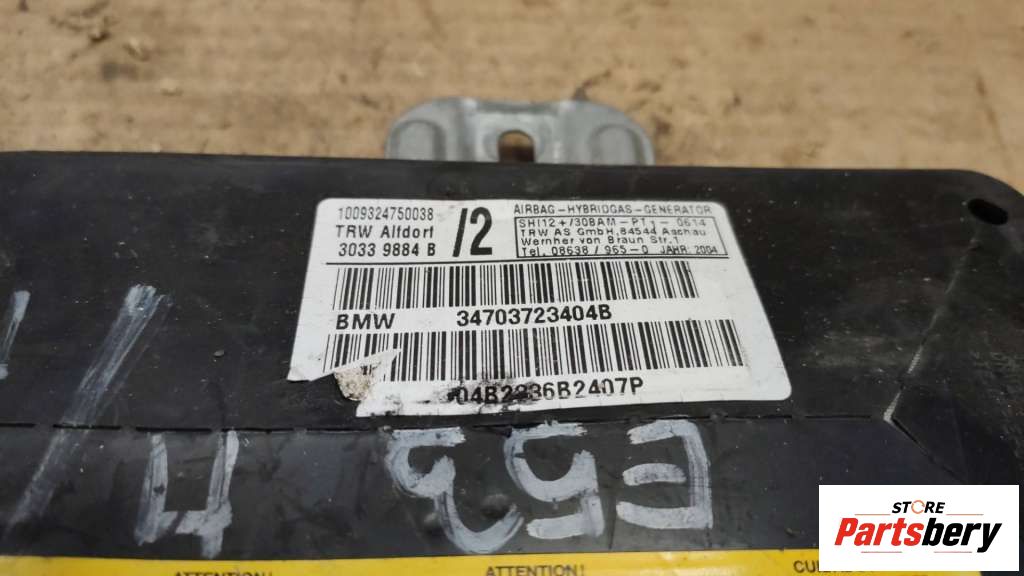 1009324750038
TRW Alfdorf
3033 9884 B
/2
AIRBAG-HYBRIDGAS-GENERATOR
SHI12+/30BAM-PT1-0614
TRW AS GmbH, 84544 Aschau
Wernher von Braun Str.1
Tel. 08638 / 965-0 JAHR: 2004
BMW 34703723404B
04B2236B2407P
E53
ATTENTION! ATTENTION!
STORE
Partsbery